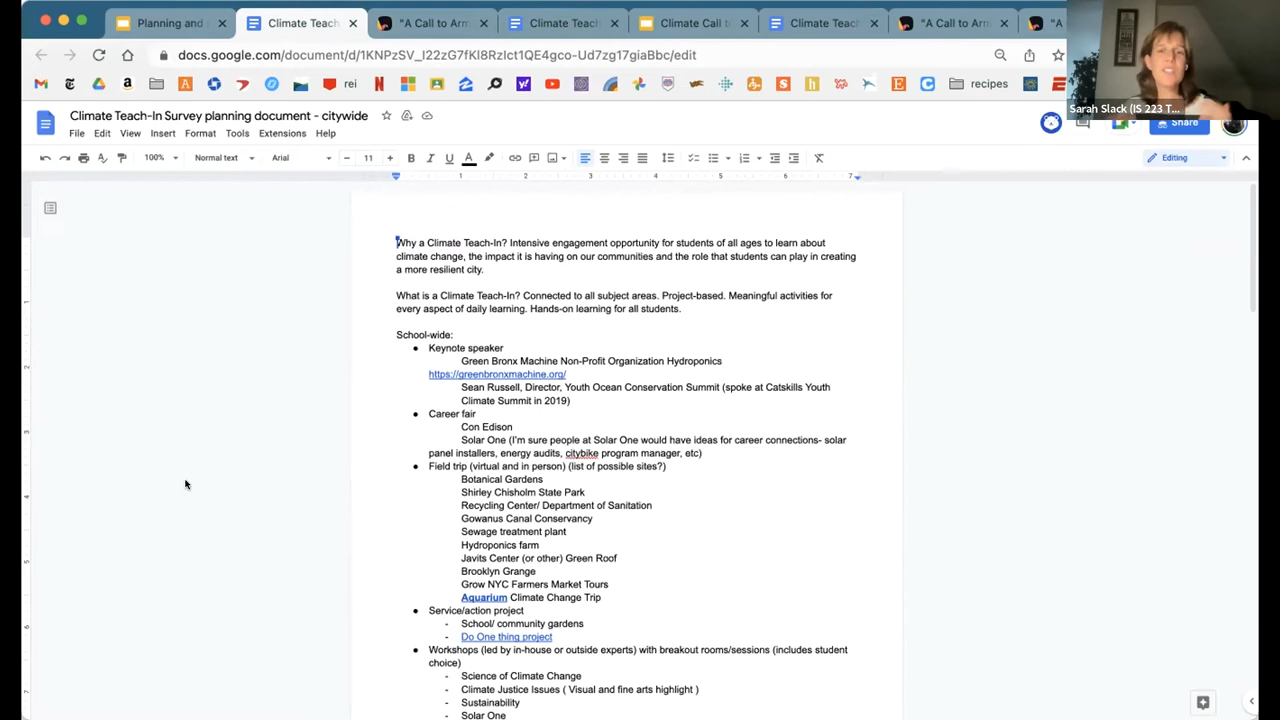 Planning and
Climate Teach
"A Call to Arm
Climate Teach
Climate Call to
Climate Teach
"A Call to Arm
"A
docs.google.com/document/d/1KNPzSV_I22zG7fKl8RzIct1QE4gco-Ud7zg17giaBbc/edit
rei
recipes
Sarah Slack (IS 223 T...
Climate Teach-In Survey planning document - citywide
File Edit View Insert Format Tools Extensions Help
Share
100% Normal text Arial 11 Editing
1 2 3 4 5 6 7
Why a Climate Teach-In? Intensive engagement opportunity for students of all ages to learn about
climate change, the impact it is having on our communities and the role that students can play in creating
a more resilient city.
What is a Climate Teach-In? Connected to all subject areas. Project-based. Meaningful activities for
every aspect of daily learning. Hands-on learning for all students.
School-wide:
● Keynote speaker
Green Bronx Machine Non-Profit Organization Hydroponics
https://greenbronxmachine.org/
Sean Russell, Director, Youth Ocean Conservation Summit (spoke at Catskills Youth
Climate Summit in 2019)
● Career fair
Con Edison
Solar One (I'm sure people at Solar One would have ideas for career connections- solar
panel installers, energy audits, citybike program manager, etc)
● Field trip (virtual and in person) (list of possible sites?)
Botanical Gardens
Shirley Chisholm State Park
Recycling Center/ Department of Sanitation
Gowanus Canal Conservancy
Sewage treatment plant
Hydroponics farm
Javits Center (or other) Green Roof
Brooklyn Grange
Grow NYC Farmers Market Tours
Aquarium Climate Change Trip
● Service/action project
- School/ community gardens
- Do One thing project
● Workshops (led by in-house or outside experts) with breakout rooms/sessions (includes student
choice)
- Science of Climate Change
- Climate Justice Issues ( Visual and fine arts highlight )
- Sustainability
- Solar One